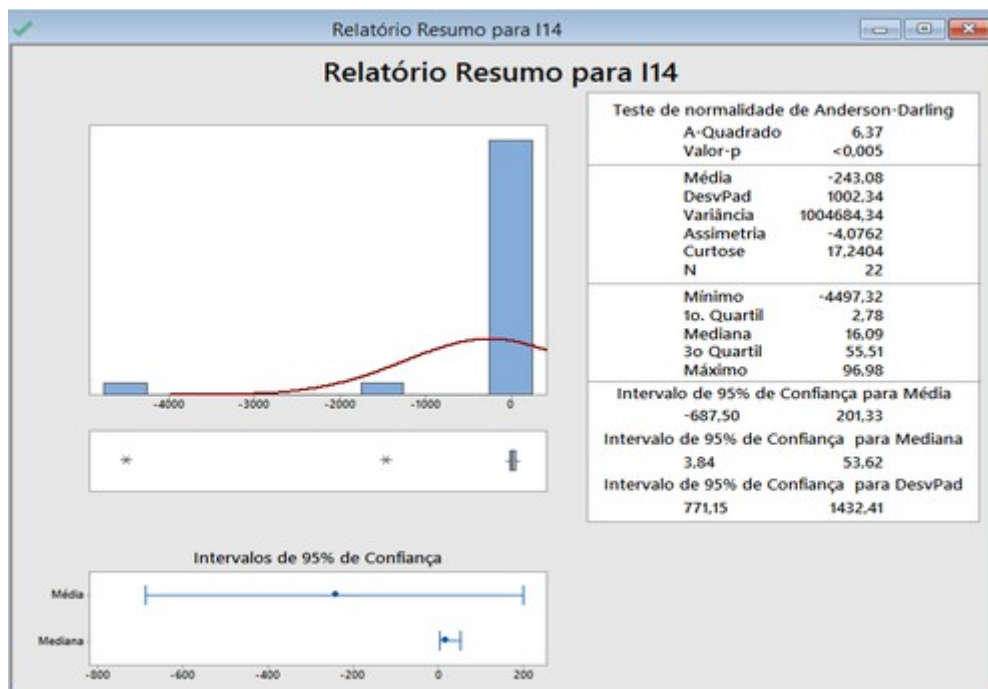 Relatório Resumo para I14
Relatório Resumo para I14
-4000 -3000 -2000 -1000 0
Intervalos de 95% de Confiança
Média
Mediana
-800 -600 -400 -200 0 200
Teste de normalidade de Anderson-Darling
A-Quadrado 6,37
Valor-p <0,005
Média -243,08
DesvPad 1002,34
Variância 1004684,34
Assimetria -4,0762
Curtose 17,2404
N 22
Mínimo -4497,32
1o. Quartil 2,78
Mediana 16,09
3o Quartil 55,51
Máximo 96,98
Intervalo de 95% de Confiança para Média
-687,50 201,33
Intervalo de 95% de Confiança para Mediana
3,84 53,62
Intervalo de 95% de Confiança para DesvPad
771,15 1432,41